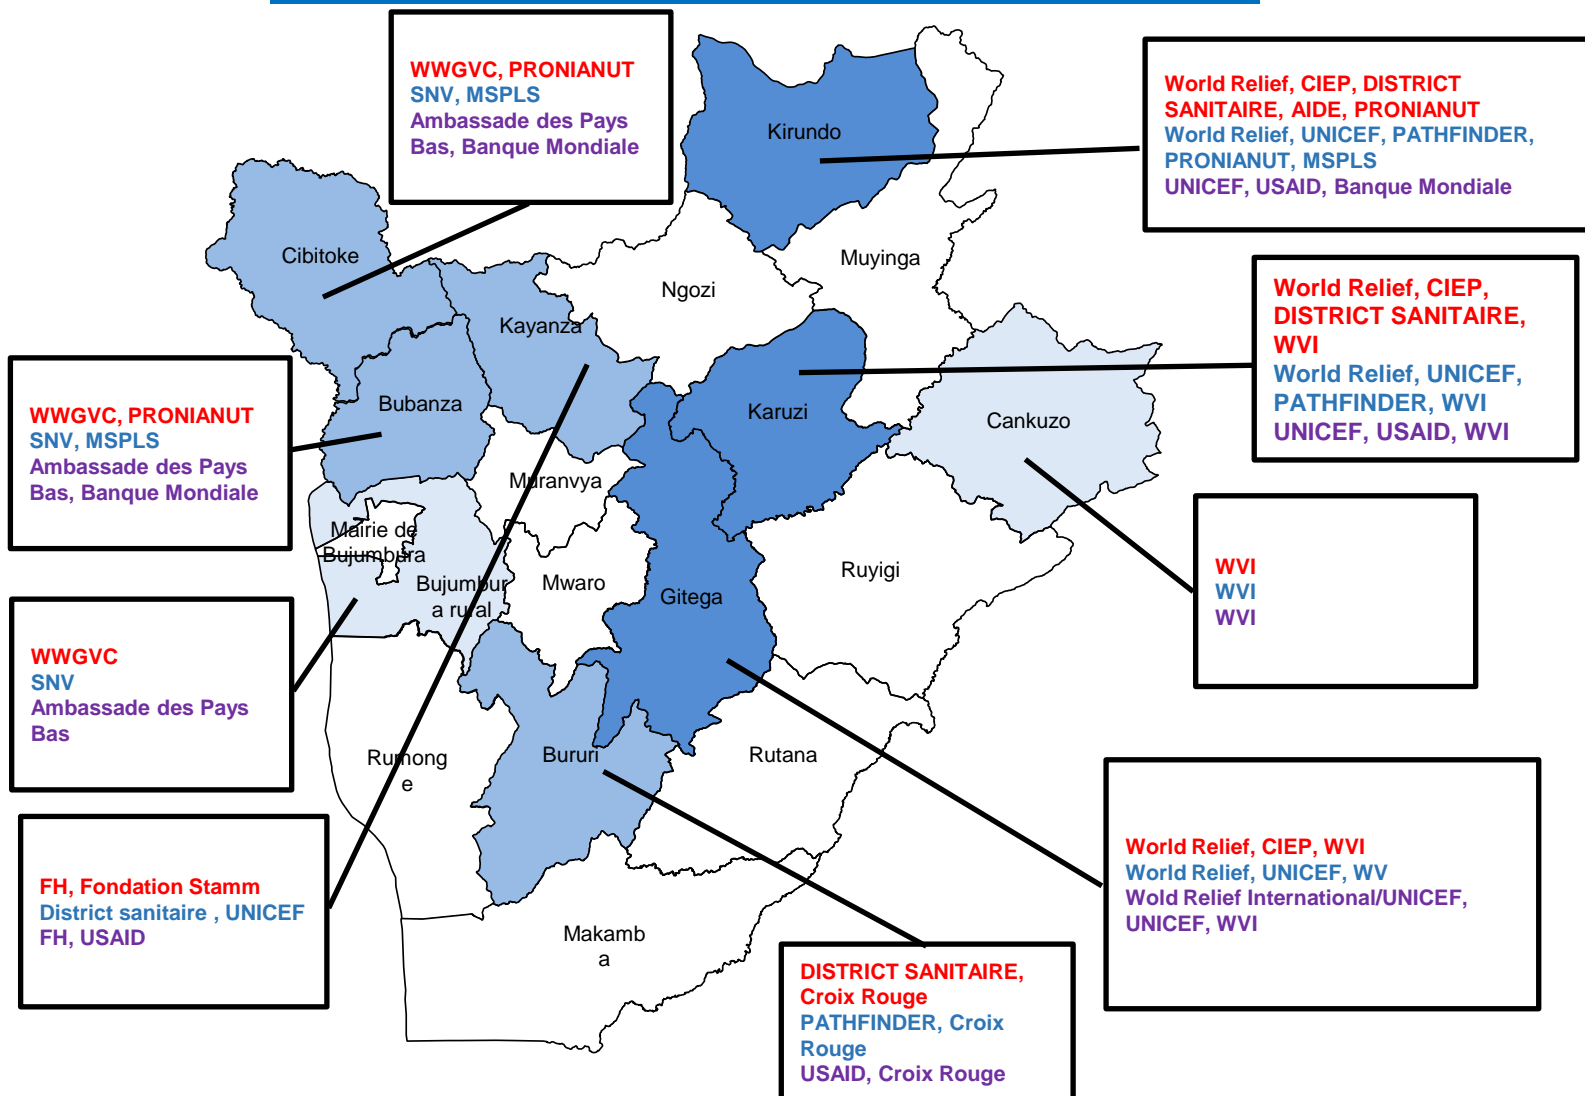 WWGVC, PRONIANUT
SNV, MSPLS
Ambassade des Pays
Bas, Banque Mondiale
World Relief, CIEP, DISTRICT
SANITAIRE, AIDE, PRONIANUT
World Relief, UNICEF, PATHFINDER,
PRONIANUT, MSPLS
UNICEF, USAID, Banque Mondiale
Kirundo
Cibitoke
Muyinga
Ngozi
Kayanza
World Relief, CIEP,
DISTRICT SANITAIRE,
WVI
World Relief, UNICEF,
PATHFINDER, WVI
UNICEF, USAID, WVI
WWGVC, PRONIANUT
SNV, MSPLS
Ambassade des Pays
Bas, Banque Mondiale
Bubanza
Karuzi
Cankuzo
Muranvya
Mairie de
Bujumbura
Bujumbur
a rural
Mwaro
Gitega
Ruyigi
WVI
WVI
WVI
WWGVC
SNV
Ambassade des Pays
Bas
Rumong
e
Bururi
Rutana
FH, Fondation Stamm
District sanitaire , UNICEF
FH, USAID
World Relief, CIEP, WVI
World Relief, UNICEF, WV
Wold Relief International/UNICEF,
UNICEF, WVI
Makamb
a
DISTRICT SANITAIRE,
Croix Rouge
PATHFINDER, Croix
Rouge
USAID, Croix Rouge